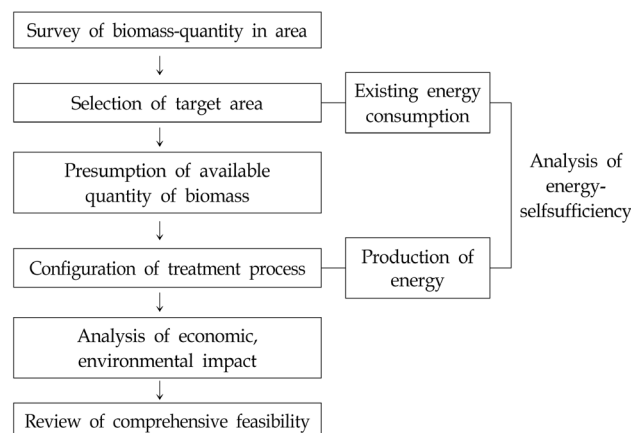 Survey of biomass-quantity in area
Selection of target area
Existing energy
consumption
Presumption of available
quantity of biomass
Analysis of
energy-
selfsufficiency
Configuration of treatment process
Production of
energy
Analysis of economic,
environmental impact
Review of comprehensive feasibility